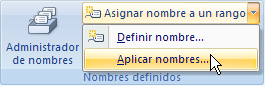 Asignar nombre a un rango
Administrador
de nombres
Definir nombre...
Aplicar nombres...
Nombres definidos